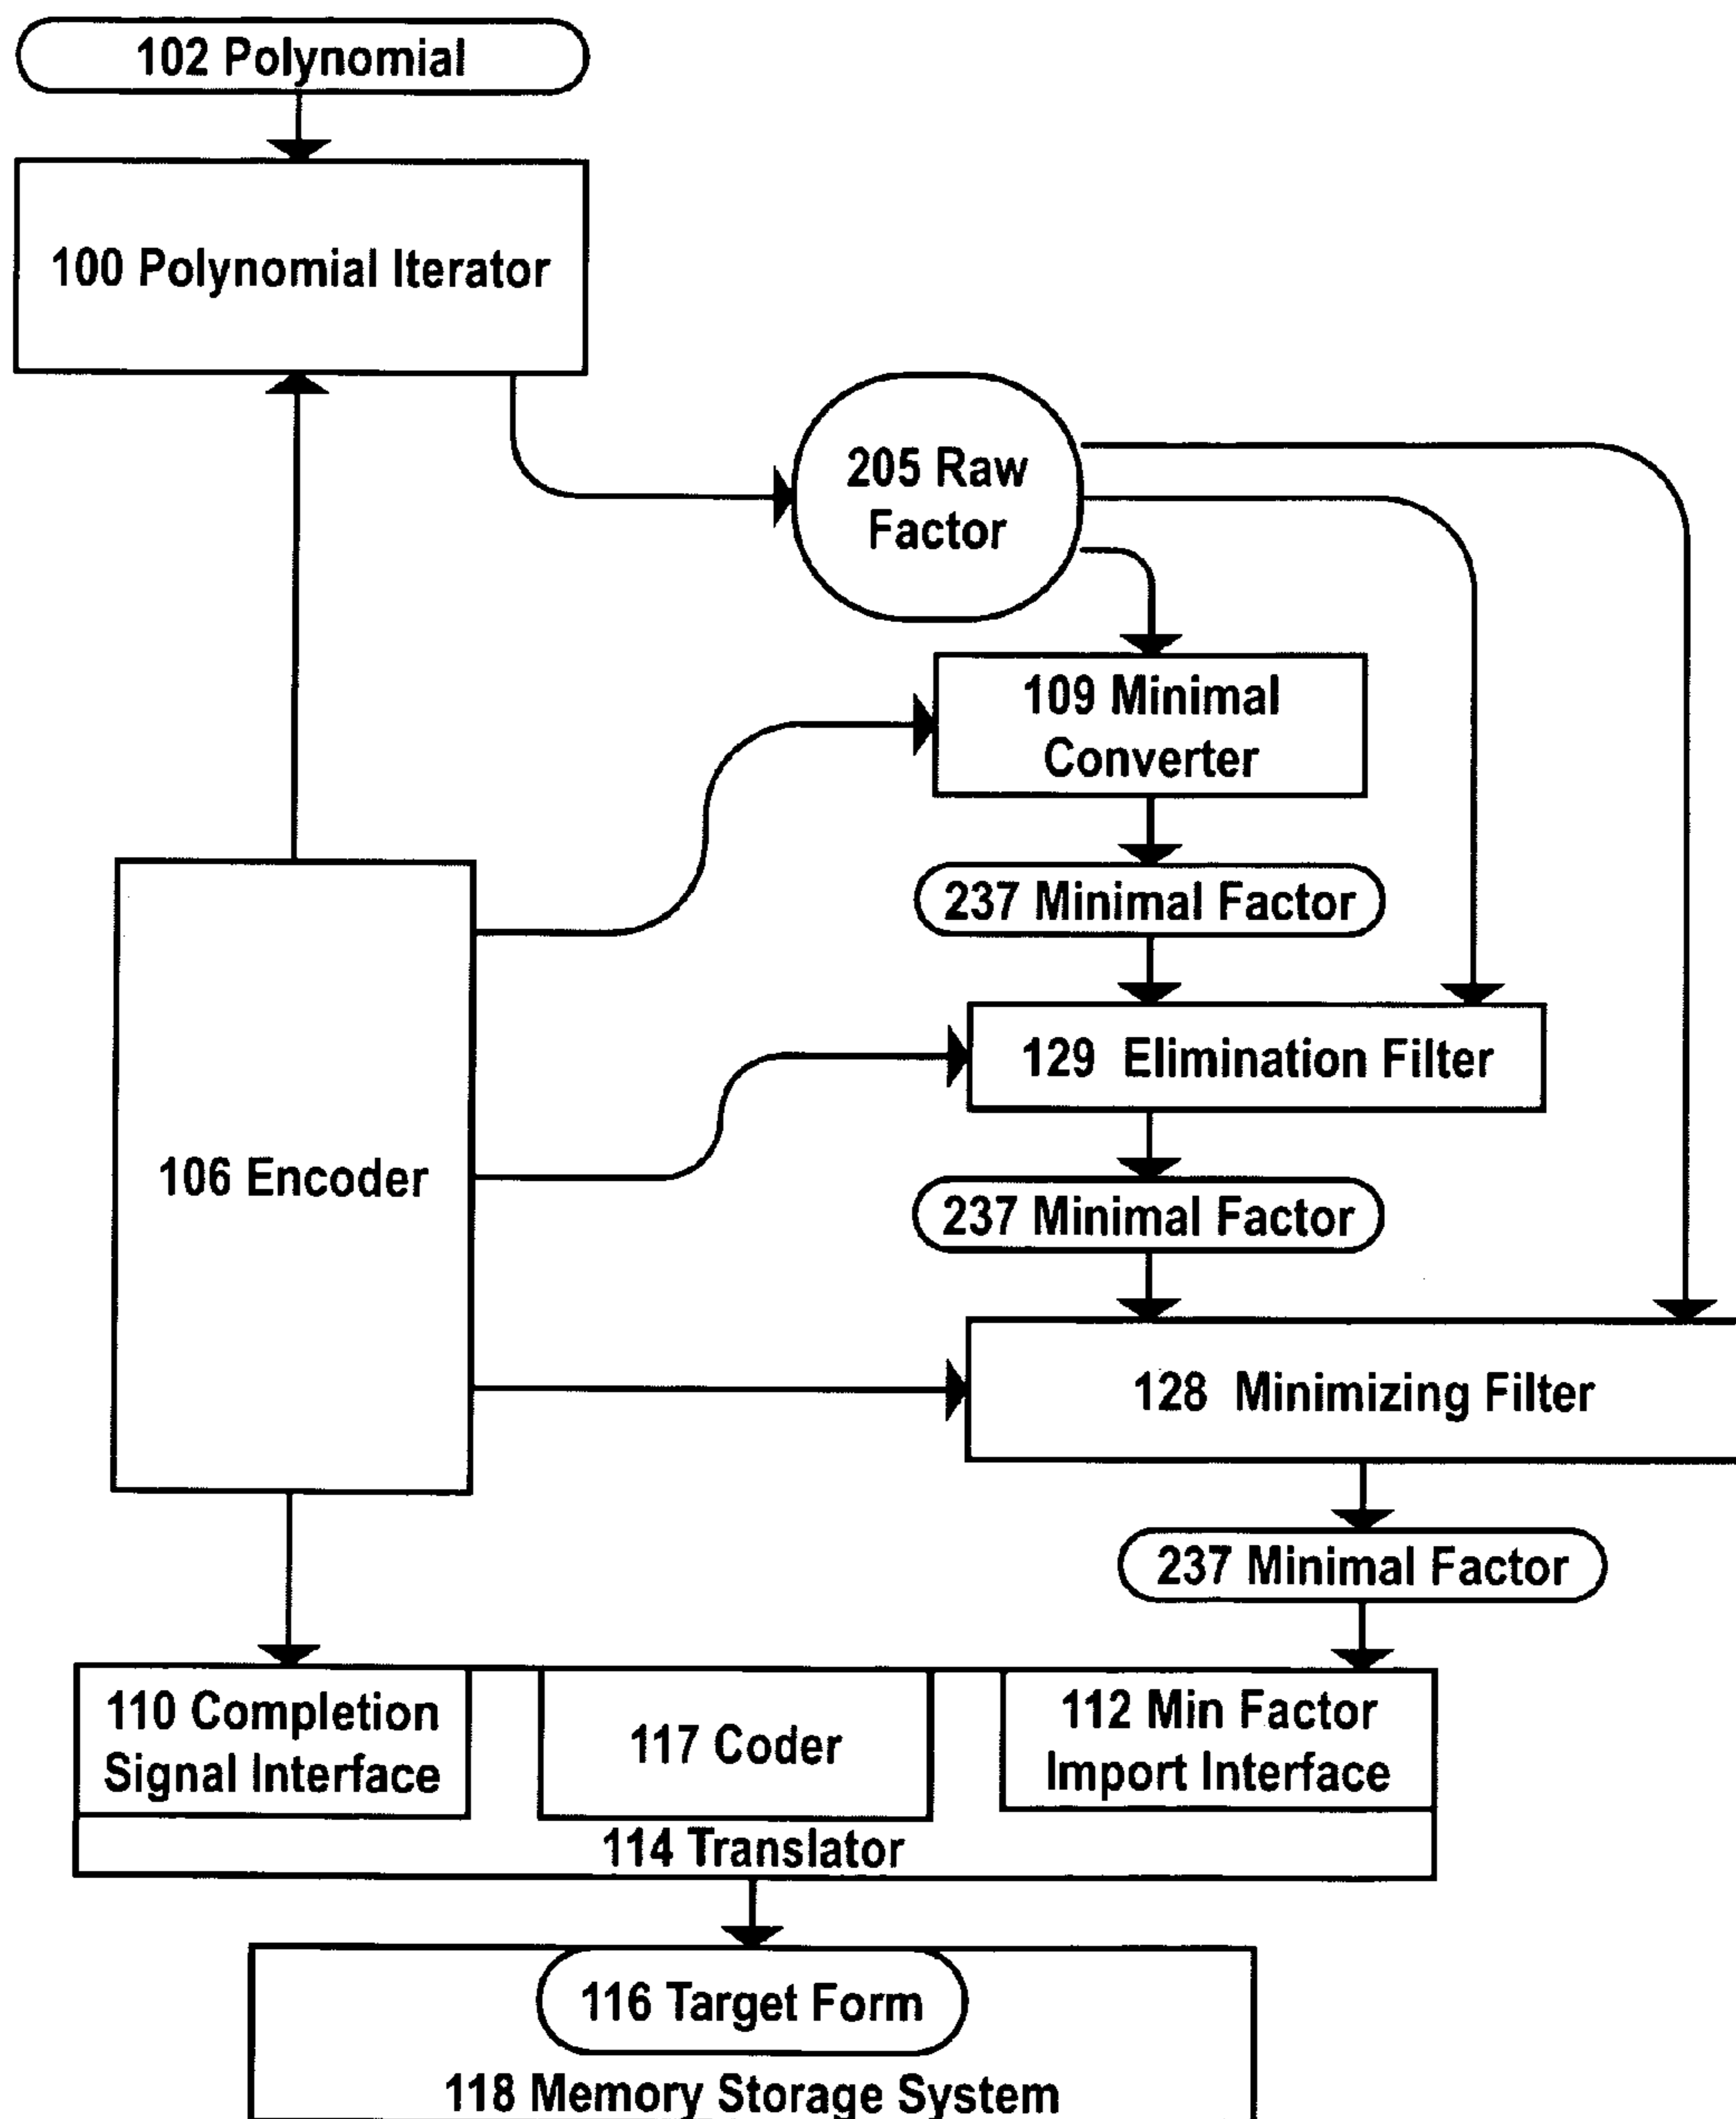 102 Polynomial
100 Polynomial Iterator
205 Raw
Factor
109 Minimal
Converter
237 Minimal Factor
129 Elimination Filter
106 Encoder
237 Minimal Factor
128 Minimizing Filter
237 Minimal Factor
110 Completion
Signal Interface
117 Coder
112 Min Factor
Import Interface
114 Translator
116 Target Form
118 Memory Storage System